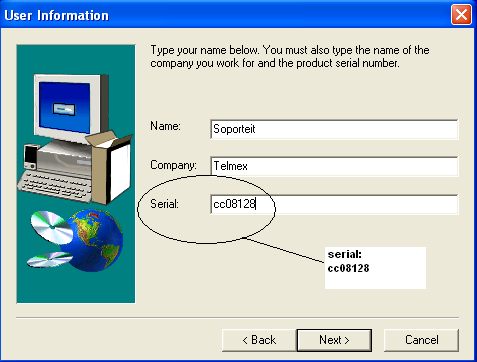 User Information
Type your name below. You must also type the name of the
company you work for and the product serial number.
Name: Soporteit
Company: Telmex
Serial: cc08128
serial:
cc08128
< Back Next > Cancel